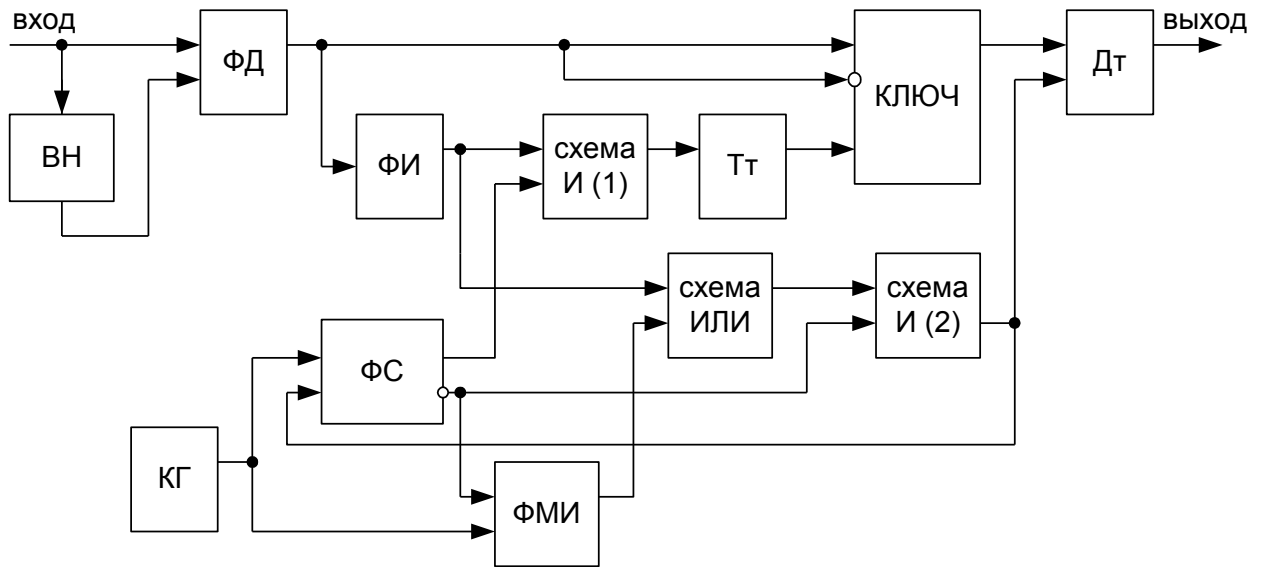 вход
выход
ФД
КЛЮЧ
Дт
ВН
ФИ
схема
И (1)
Тт
схема
ИЛИ
схема
И (2)
ФС
КГ
ФМИ